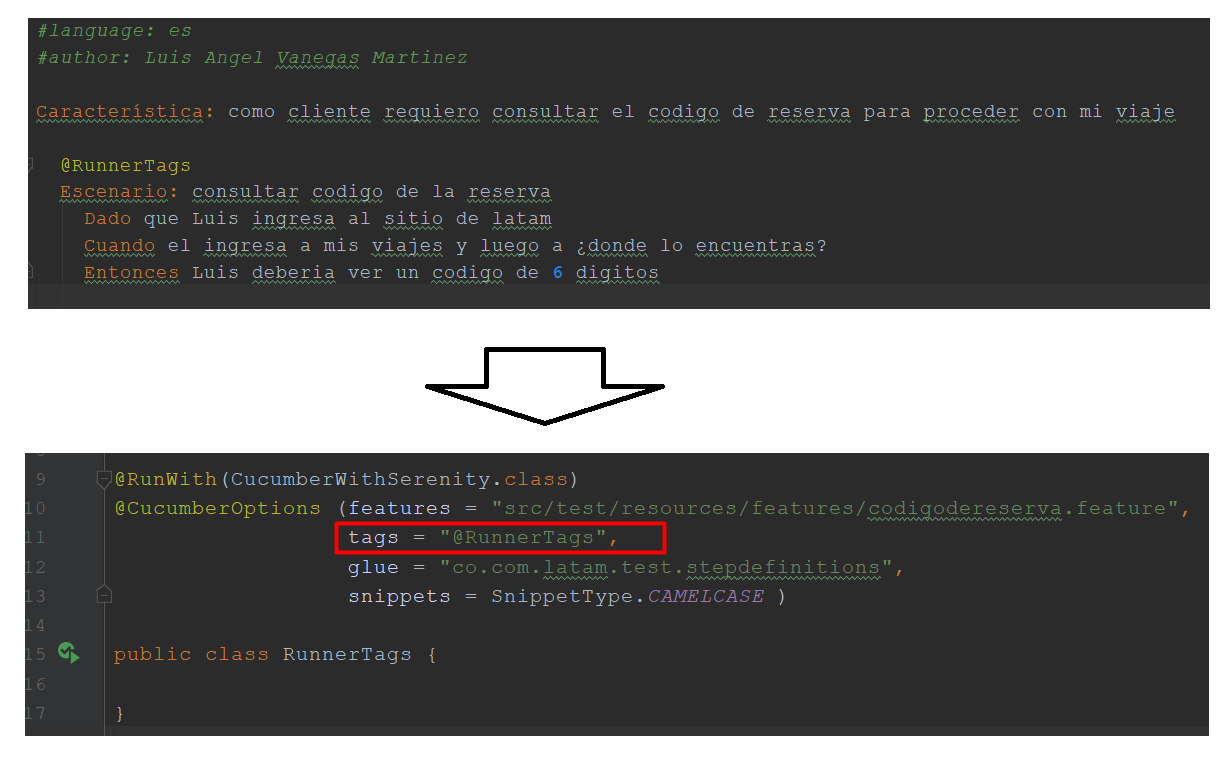 #language: es
#author: Luis Angel Vanegas Martinez
Característica: como cliente requiero consultar el codigo de reserva para proceder con mi viaje
@RunnerTags
Escenario: consultar codigo de la reserva
Dado que Luis ingresa al sitio de latam
Cuando el ingresa a mis viajes y luego a ¿donde lo encuentras?
Entonces Luis deberia ver un codigo de 6 digitos
9 @RunWith(CucumberWithSerenity.class)
10 @CucumberOptions (features = "src/test/resources/features/codigodereserva.feature",
11 tags = "@RunnerTags",
12 glue = "co.com.latam.test.stepdefinitions",
13 snippets = SnippetType.CAMELCASE )
14
15 public class RunnerTags {
16
17 }